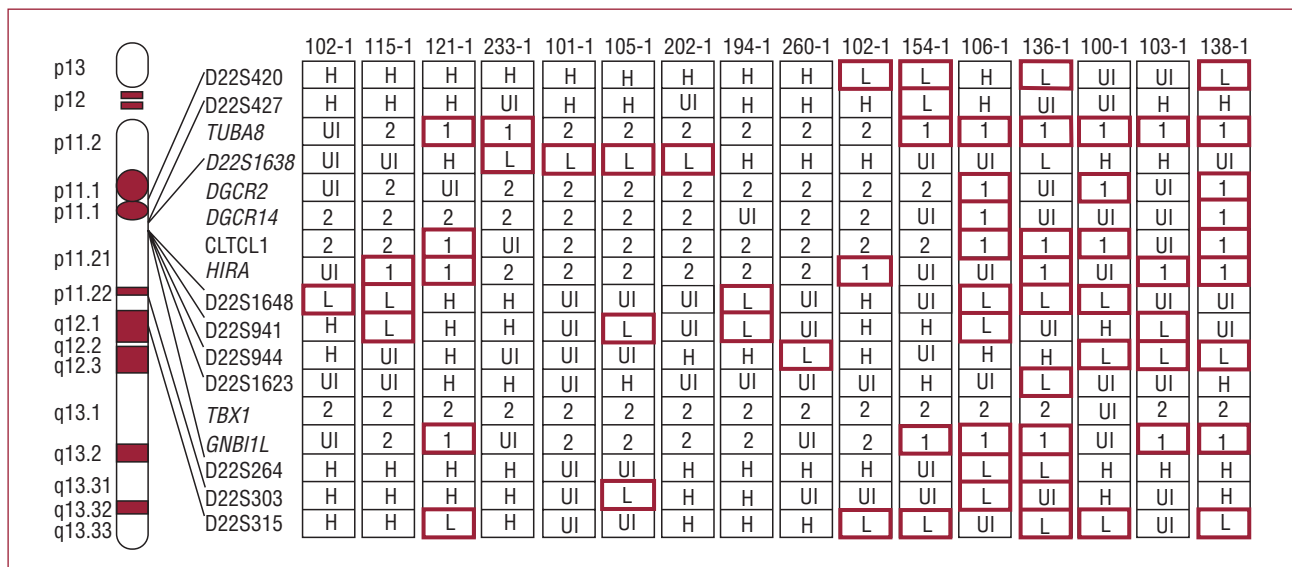 102-1 115-1 121-1 233-1 101-1 105-1 202-1 194-1 260-1 102-1 154-1 106-1 136-1 100-1 103-1 138-1
p13
p12
p11.2
p11.1
p11.1
p11.21
p11.22
q12.1
q12.2
q12.3
q13.1
q13.2
q13.31
q13.32
q13.33
D22S420 H H H H H H H H H L L H L UI UI L
D22S427 H H H UI H H UI H H H L H UI UI H H
TUBA8 UI 2 1 1 2 2 2 2 2 2 1 1 1 1 1 1
D22S1638 UI UI H L L L L H H H UI UI L H H UI
DGCR2 UI 2 UI 2 2 2 2 2 2 2 2 1 UI 1 UI 1
DGCR14 2 2 2 2 2 2 2 UI 2 2 UI 1 UI UI UI 1
CLTCL1 2 2 1 UI 2 2 2 2 2 2 2 1 1 1 UI 1
HIRA UI 1 1 2 2 2 2 2 2 1 UI UI 1 UI 1 1
D22S1648 L L H H UI UI UI L UI H UI L L L UI UI
D22S941 H L H H UI L UI L UI H H L UI H L UI
D22S944 H UI H UI UI UI H H L H UI H H L L L
D22S1623 UI UI H H UI H UI UI UI UI H UI L UI UI H
TBX1 2 2 2 2 2 2 2 2 2 2 2 2 2 UI 2 2
GNBI1L UI 2 1 UI 2 2 2 2 UI 2 1 1 1 UI 1 1
D22S264 H H H H UI UI H H H H UI L L H H H
D22S303 H H H H UI L H H UI UI UI L UI H UI H
D22S315 H H L H UI UI H H H L L UI L L UI L